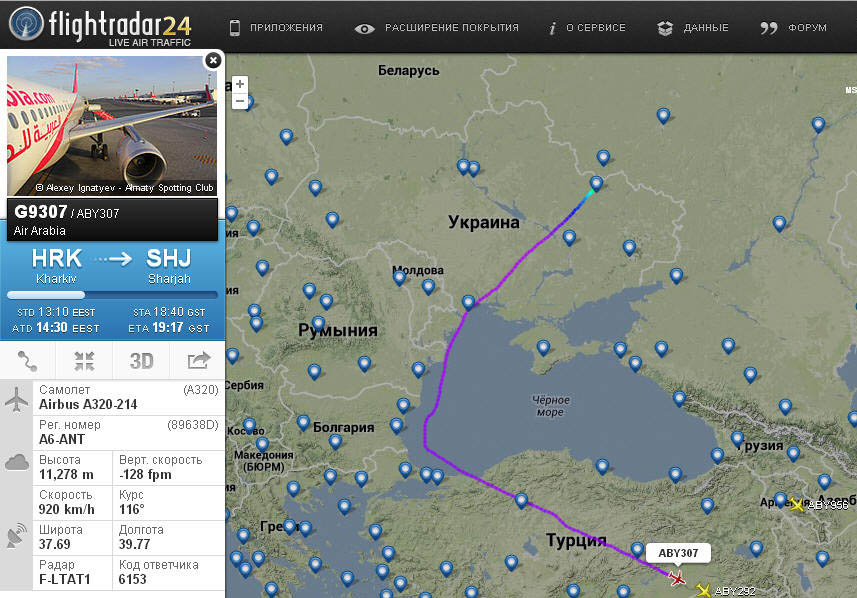 flightradar24
LIVE AIR TRAFFIC
ПРИЛОЖЕНИЯ
РАСШИРЕНИЕ ПОКРЫТИЯ
i О СЕРВИСЕ
ДАННЫЕ
ФОРУМ
© Alexey Ignatyev - Almaty Spotting Club
G9307 / ABY307
Air Arabia
HRK SHJ
Kharkiv Sharjah
STD 13:10 EEST STA 18:40 GST
ATD 14:30 EEST ETA 19:17 GST
3D
Самолет (A320)
Airbus A320-214
Рег. номер (89638D)
A6-ANT
Высота Верт. скорость
11,278 m -128 fpm
Скорость Курс
920 km/h 116°
Широта Долгота
37.69 39.77
Радар Код ответчика
F-LTAT1 6153
+
−
Беларусь
MS
Украина
Молдова
Румыния
Сербия
Чёрное
море
Болгария
Косово
Македония
(БЮРМ)
Грузия
ABY956
Турция
ABY307
ABY292